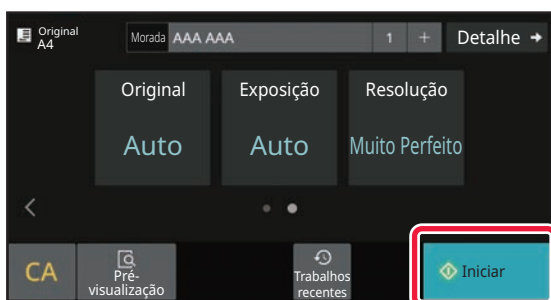 Original
A4
Morada AAA AAA 1 + Detalhe
Original Exposição Resolução
Auto Auto Muito Perfeito
CA
Pré-
visualização
Trabalhos
recentes
Iniciar